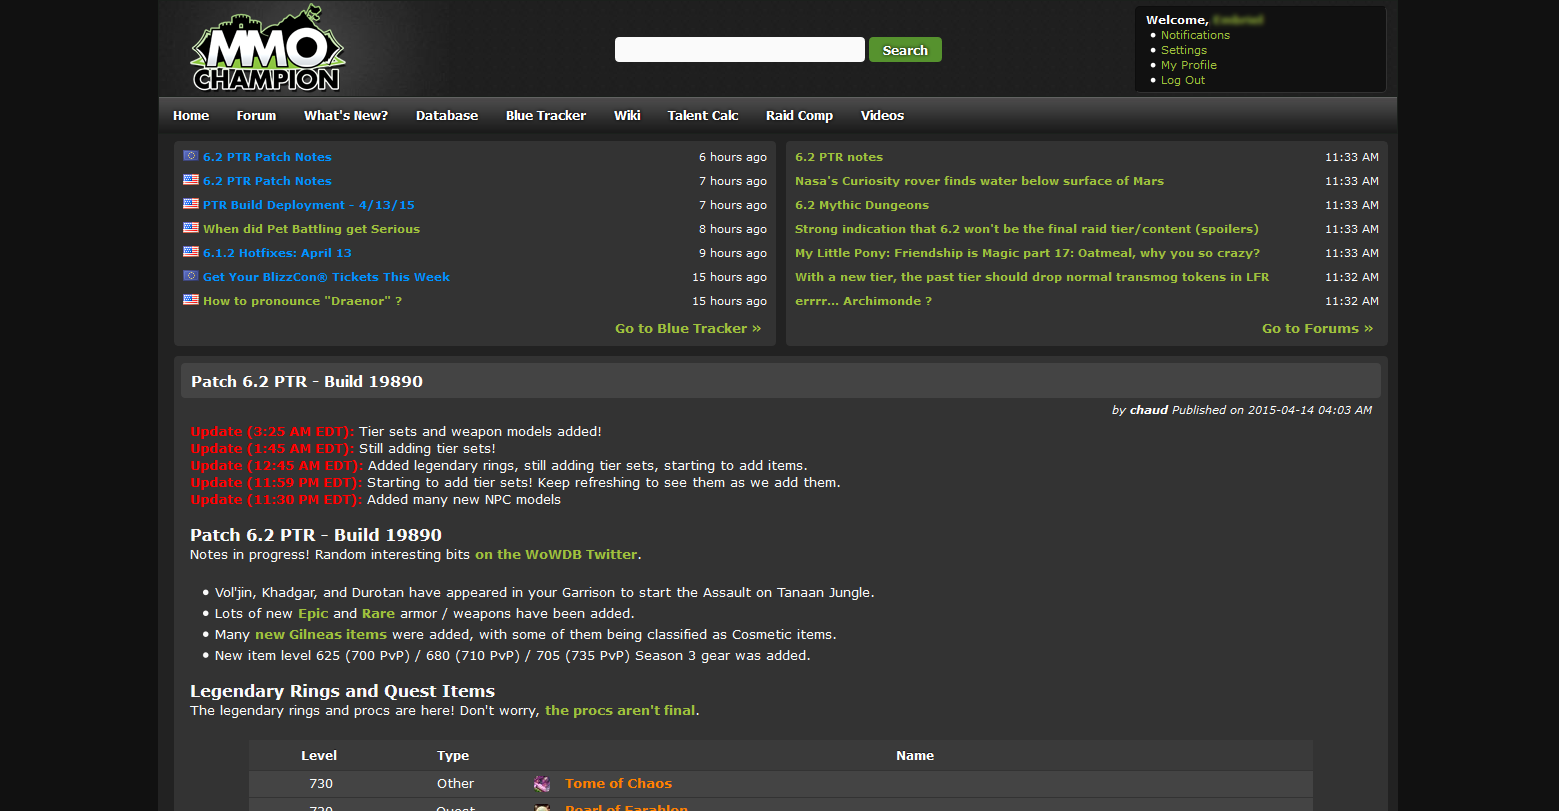 MMO
CHAMPION
Search
Welcome,
Notifications
Settings
My Profile
Log Out
Home Forum What's New? Database Blue Tracker Wiki Talent Calc Raid Comp Videos
6.2 PTR Patch Notes 6 hours ago
6.2 PTR Patch Notes 7 hours ago
PTR Build Deployment - 4/13/15 7 hours ago
When did Pet Battling get Serious 8 hours ago
6.1.2 Hotfixes: April 13 9 hours ago
Get Your BlizzCon® Tickets This Week 15 hours ago
How to pronounce "Draenor" ? 15 hours ago
Go to Blue Tracker »
6.2 PTR notes 11:33 AM
Nasa's Curiosity rover finds water below surface of Mars 11:33 AM
6.2 Mythic Dungeons 11:33 AM
Strong indication that 6.2 won't be the final raid tier/content (spoilers) 11:33 AM
My Little Pony: Friendship is Magic part 17: Oatmeal, why you so crazy? 11:33 AM
With a new tier, the past tier should drop normal transmog tokens in LFR 11:32 AM
errrr... Archimonde ? 11:32 AM
Go to Forums »
Patch 6.2 PTR - Build 19890
by chaud Published on 2015-04-14 04:03 AM
Update (3:25 AM EDT): Tier sets and weapon models added!
Update (1:45 AM EDT): Still adding tier sets!
Update (12:45 AM EDT): Added legendary rings, still adding tier sets, starting to add items.
Update (11:59 PM EDT): Starting to add tier sets! Keep refreshing to see them as we add them.
Update (11:30 PM EDT): Added many new NPC models
Patch 6.2 PTR - Build 19890
Notes in progress! Random interesting bits on the WoWDB Twitter.
• Vol'jin, Khadgar, and Durotan have appeared in your Garrison to start the Assault on Tanaan Jungle.
• Lots of new Epic and Rare armor / weapons have been added.
• Many new Gilneas items were added, with some of them being classified as Cosmetic items.
• New item level 625 (700 PvP) / 680 (710 PvP) / 705 (735 PvP) Season 3 gear was added.
Legendary Rings and Quest Items
The legendary rings and procs are here! Don't worry, the procs aren't final.
Level Type Name
730 Other Tome of Chaos
Quest Pearl of Farahlon